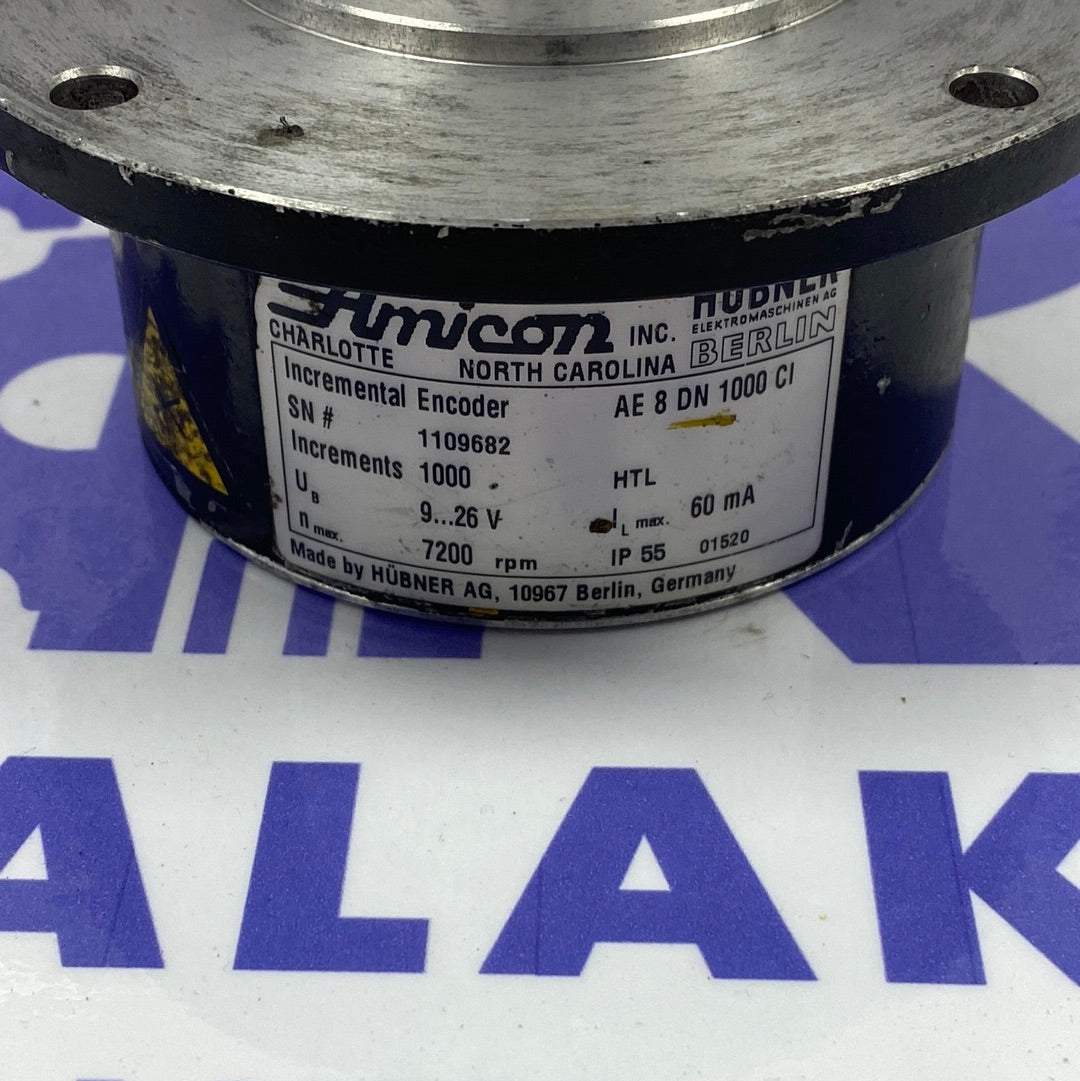 Amicon INC.
HÜBNER
ELEKTROMASCHINEN AG
BERLIN
CHARLOTTE NORTH CAROLINA
Incremental Encoder AE 8 DN 1000 CI
SN # 1109682
Increments 1000 HTL
U B 9...26 V I L max. 60 mA
n max. 7200 rpm IP 55 01520
Made by HÜBNER AG, 10967 Berlin, Germany
ALAK